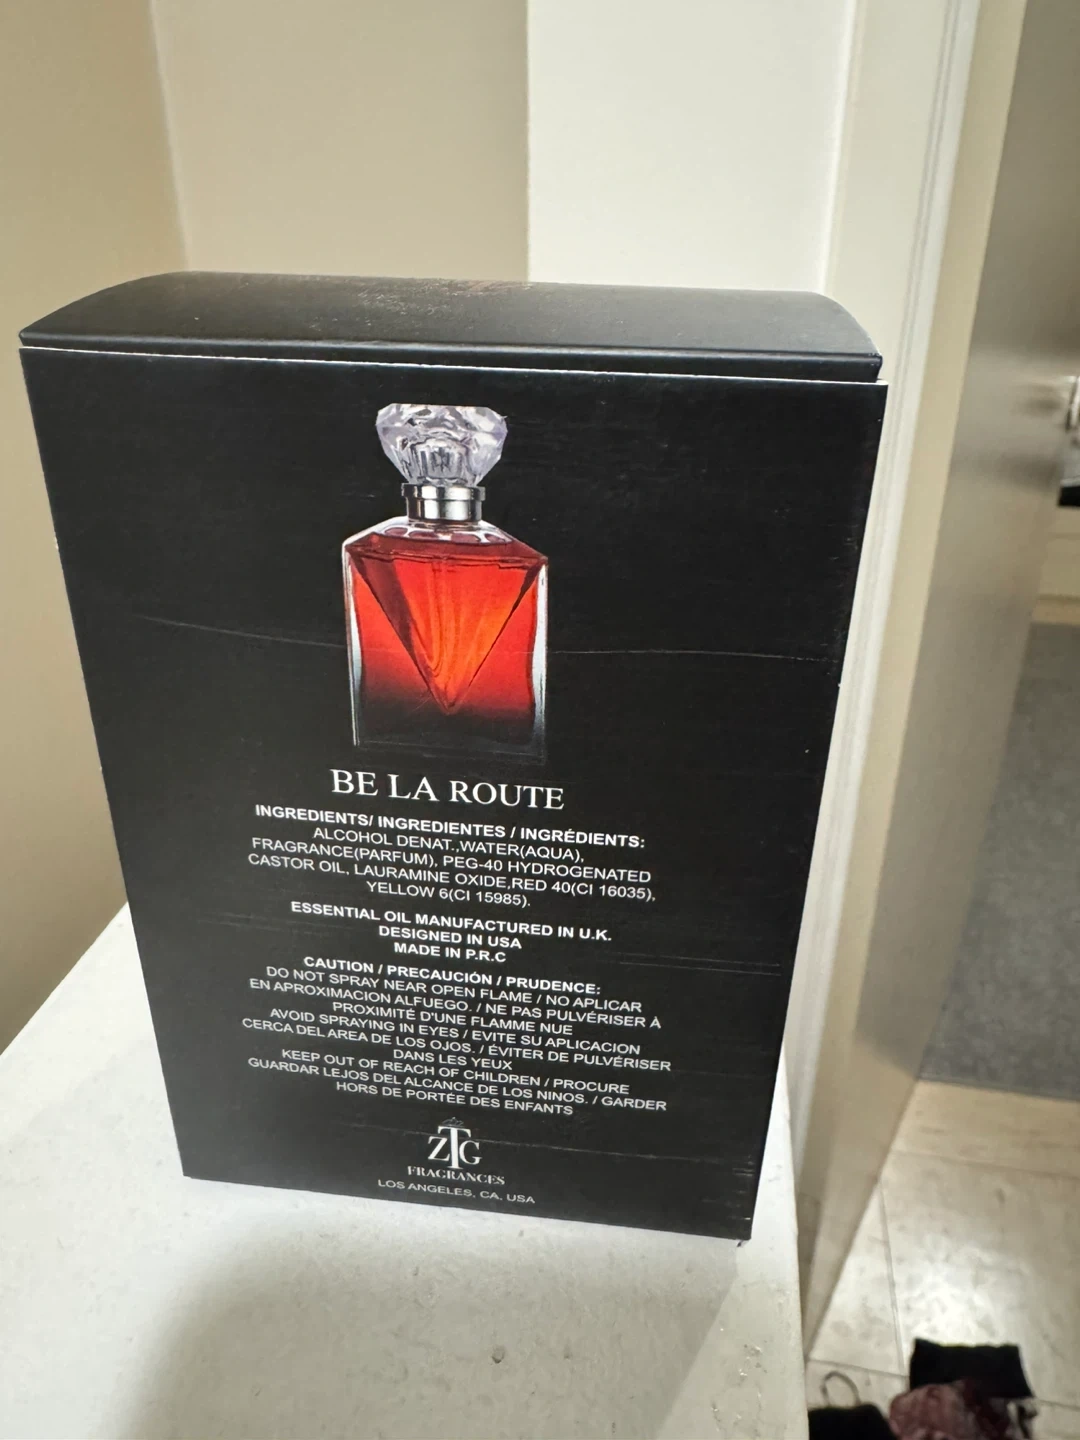 BE LA ROUTE
INGREDIENTS/ INGREDIENTES / INGRÉDIENTS:
ALCOHOL DENAT.,WATER(AQUA),
FRAGRANCE(PARFUM), PEG-40 HYDROGENATED
CASTOR OIL, LAURAMINE OXIDE,RED 40(CI 16035),
YELLOW 6(CI 15985).
ESSENTIAL OIL MANUFACTURED IN U.K.
DESIGNED IN USA
MADE IN P.R.C
CAUTION / PRECAUCIÓN / PRUDENCE:
DO NOT SPRAY NEAR OPEN FLAME / NO APLICAR
EN APROXIMACION ALFUEGO. / NE PAS PULVÉRISER À
PROXIMITÉ D'UNE FLAMME NUE
AVOID SPRAYING IN EYES / EVITE SU APLICACION
CERCA DEL AREA DE LOS OJOS. / ÉVITER DE PULVÉRISER
DANS LES YEUX
KEEP OUT OF REACH OF CHILDREN / PROCURE
GUARDAR LEJOS DEL ALCANCE DE LOS NINOS. / GARDER
HORS DE PORTÉE DES ENFANTS
ZTG
FRAGRANCES
LOS ANGELES, CA, USA